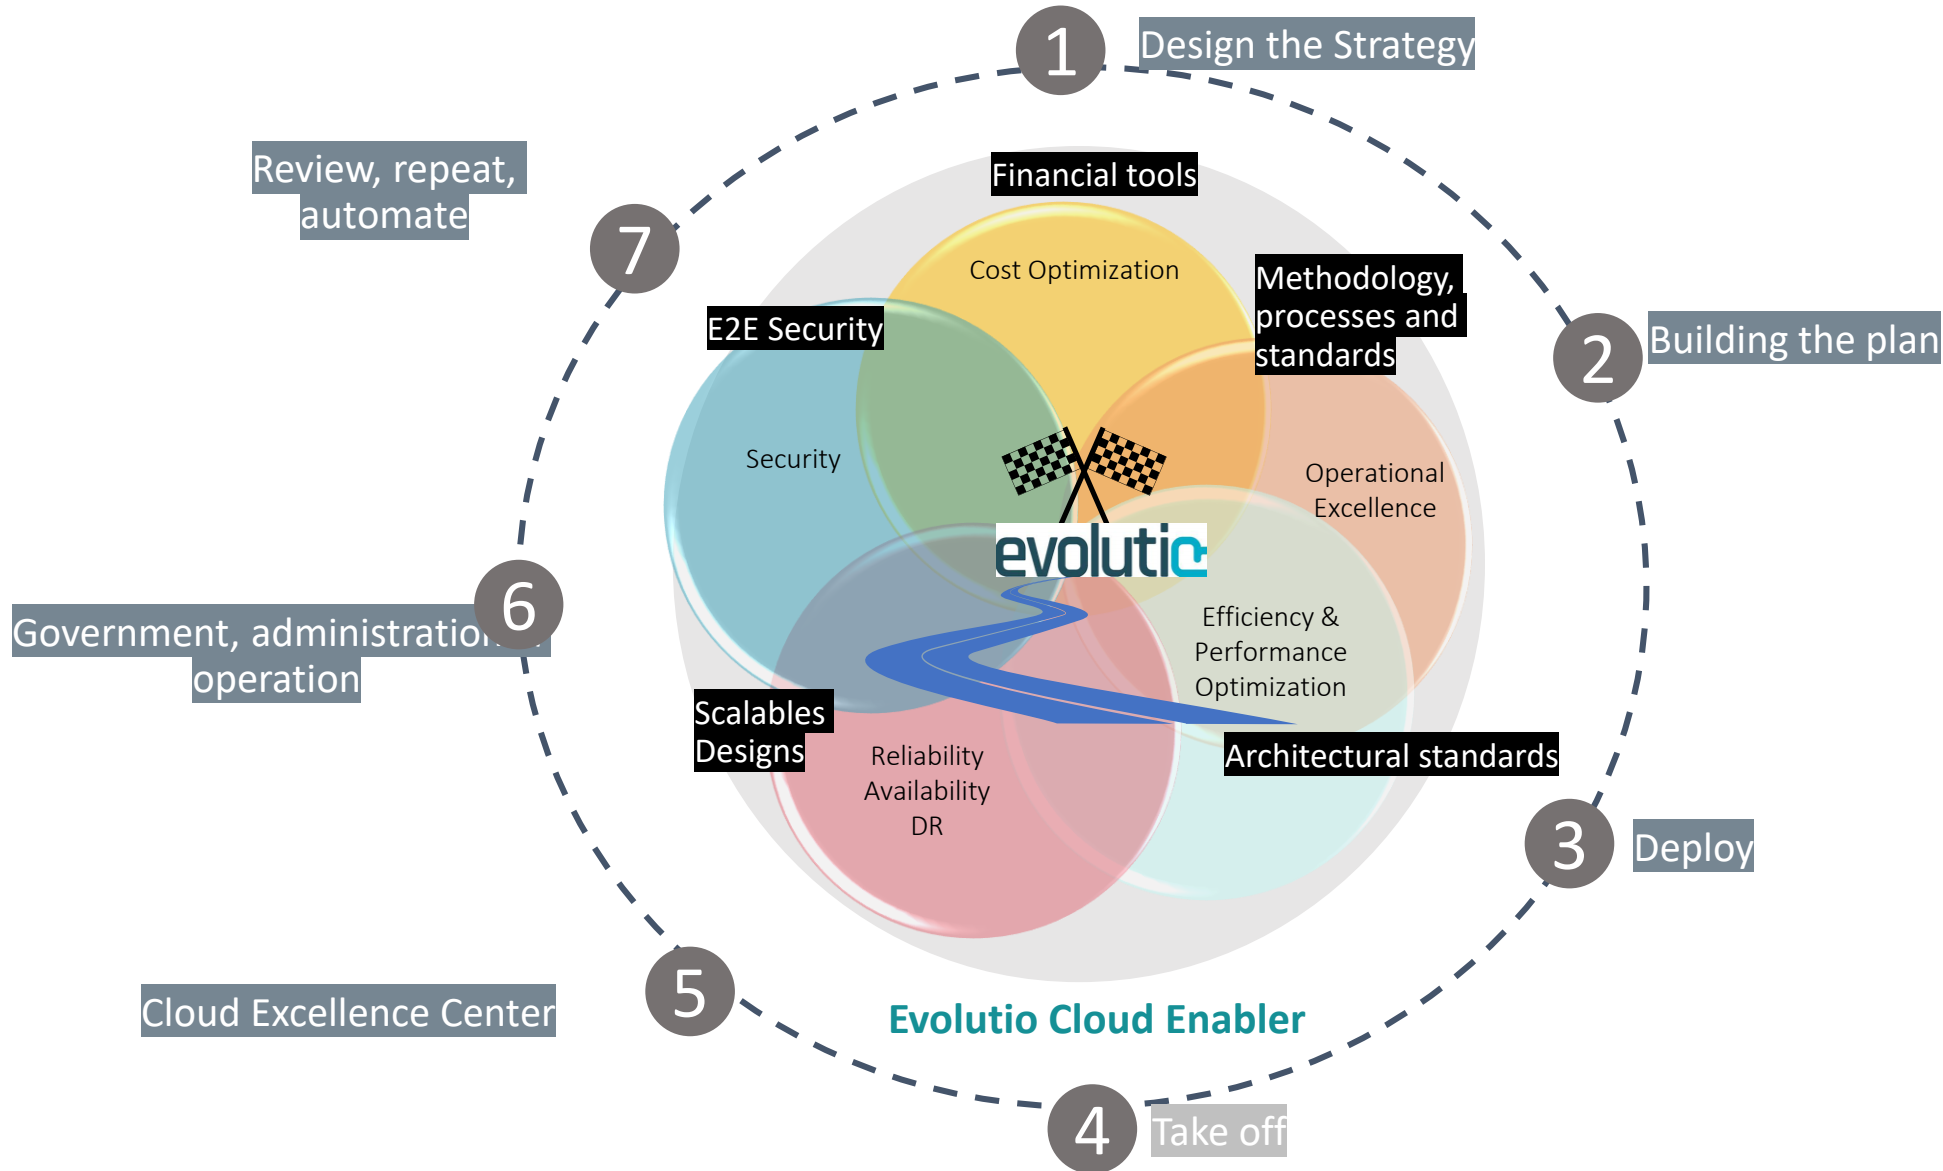 1
Design the Strategy
Review, repeat,
automate
7
Financial tools
Cost Optimization
Methodology,
processes and
standards
E2E Security
2
Building the plan
Security
Operational
Excellence
evolutio
6
Government, administration
operation
Efficiency &
Performance
Optimization
Scalables
Designs
Reliability
Availability
DR
Architectural standards
3
Deploy
5
Cloud Excellence Center
Evolutio Cloud Enabler
4
Take off